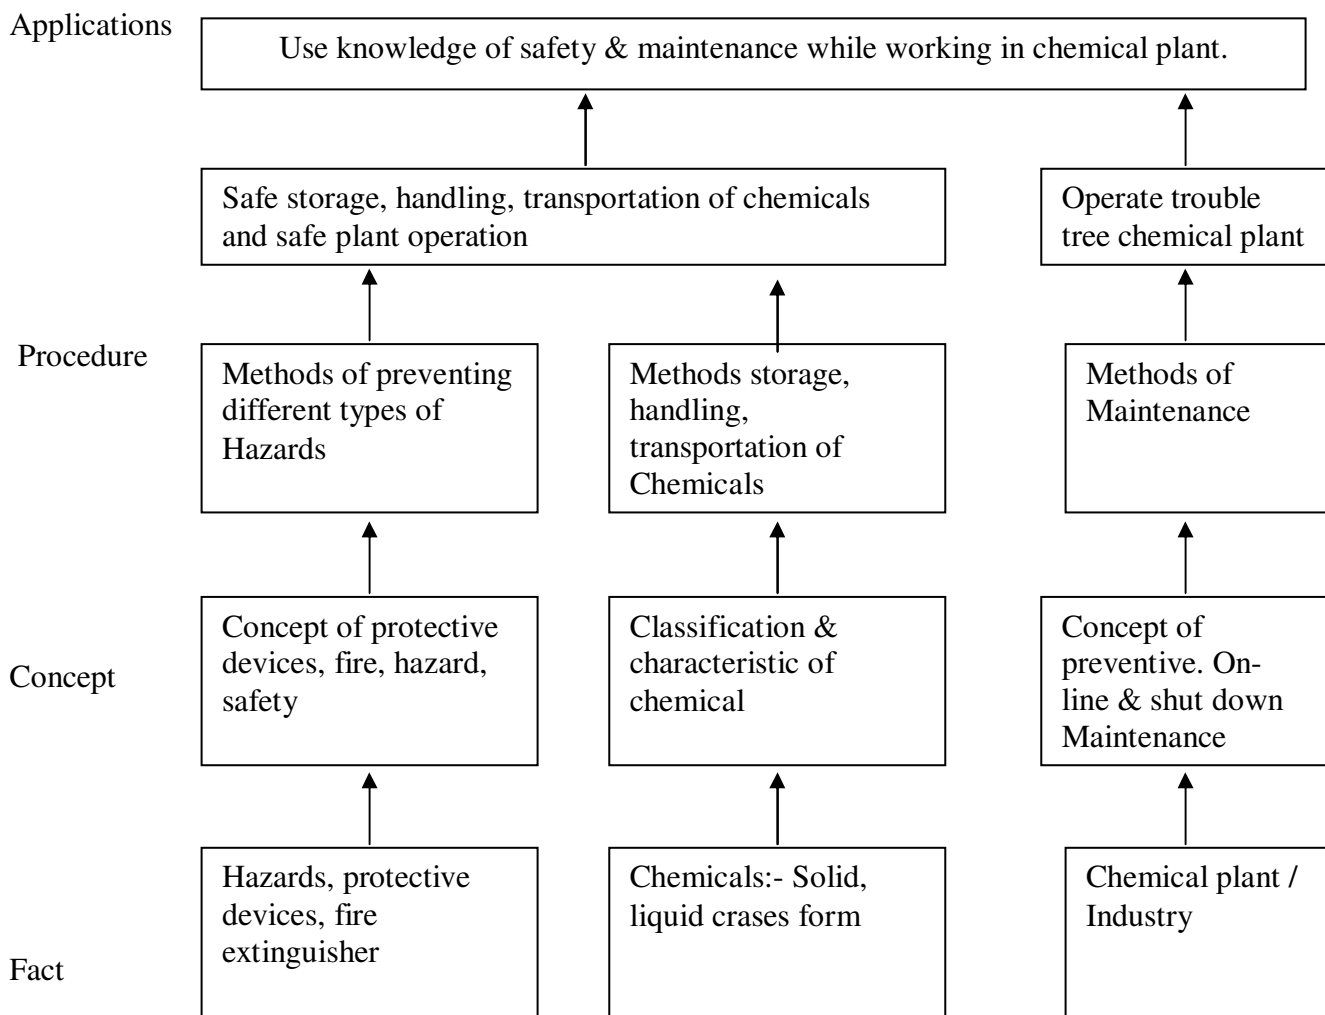 Applications
Use knowledge of safety & maintenance while working in chemical plant.
Safe storage, handling, transportation of chemicals
and safe plant operation
Operate trouble
tree chemical plant
Procedure
Methods of preventing
different types of
Hazards
Methods storage,
handling,
transportation of
Chemicals
Methods of
Maintenance
Concept
Concept of protective
devices, fire, hazard,
safety
Classification &
characteristic of
chemical
Concept of
preventive. On-
line & shut down
Maintenance
Fact
Hazards, protective
devices, fire
extinguisher
Chemicals:- Solid,
liquid crases form
Chemical plant /
Industry